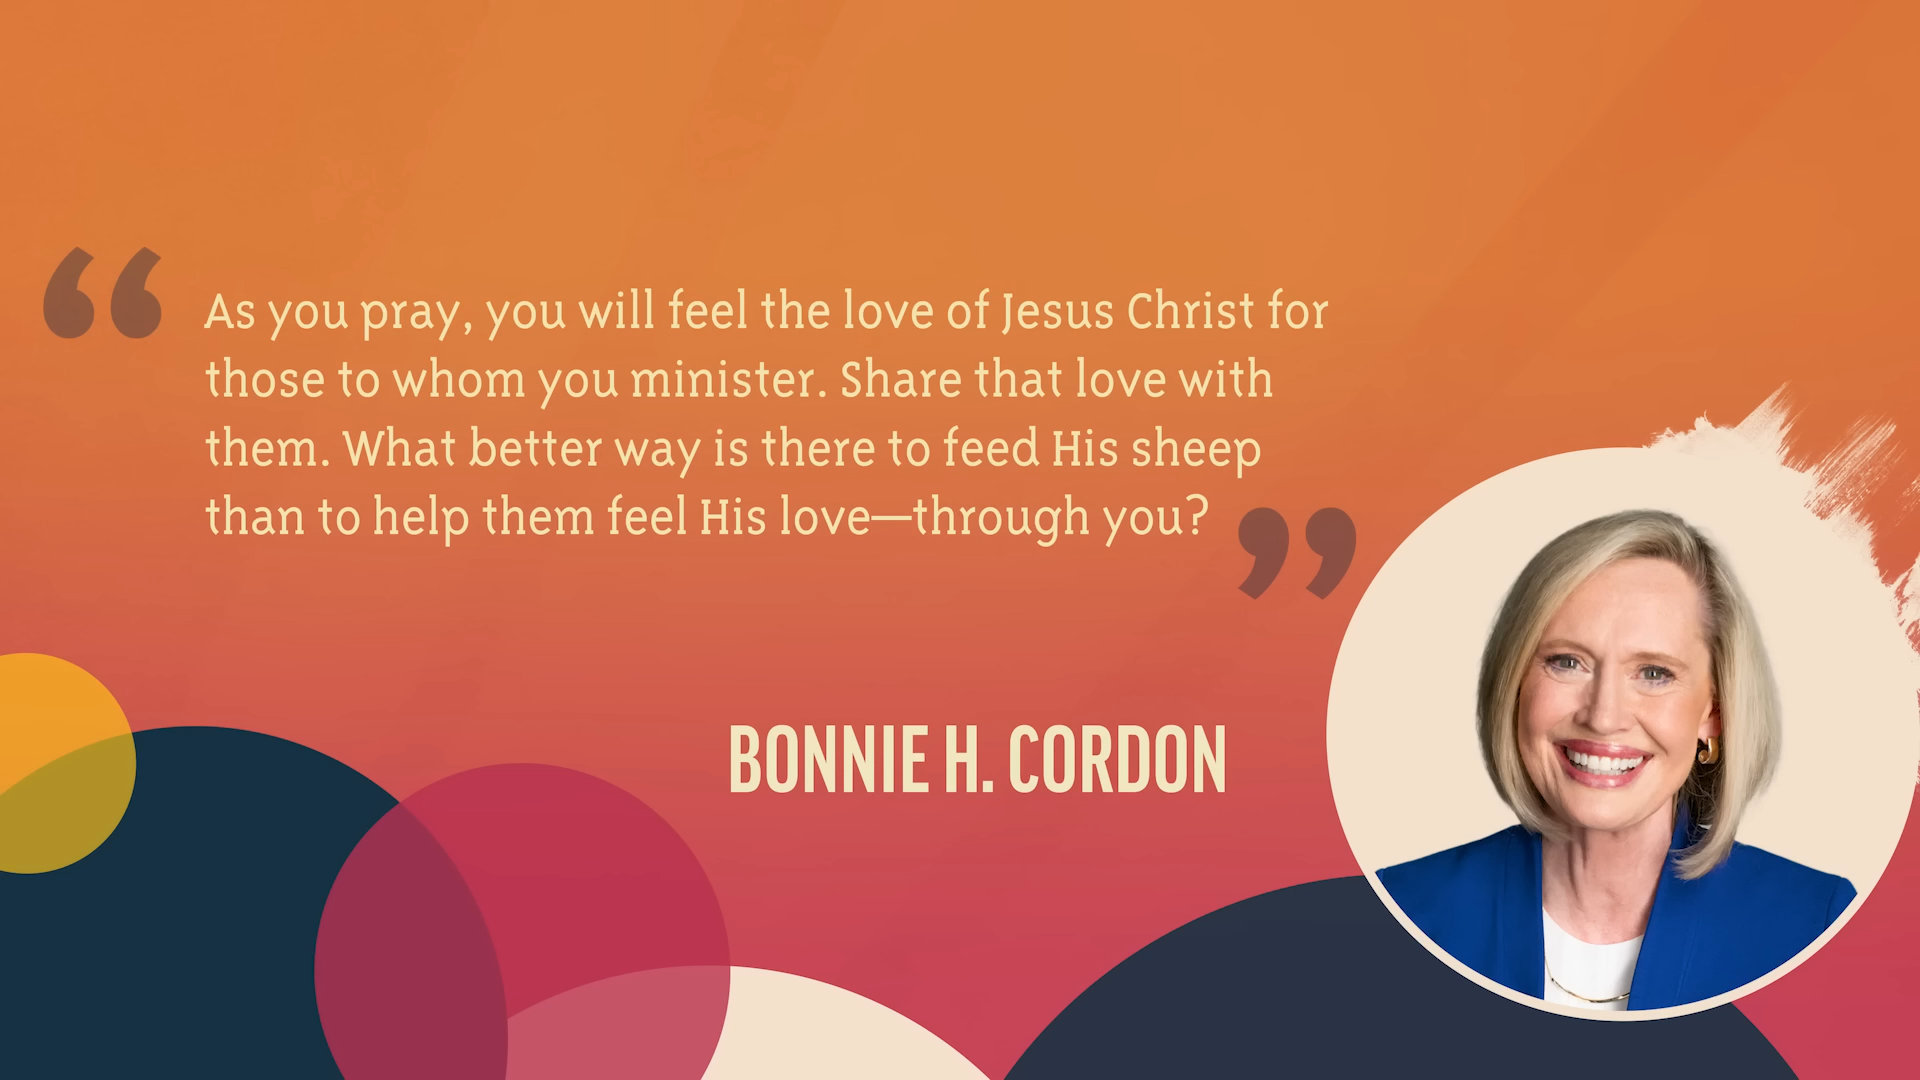 “As you pray, you will feel the love of Jesus Christ for
those to whom you minister. Share that love with
them. What better way is there to feed His sheep
than to help them feel His love—through you?”
BONNIE H. CORDON